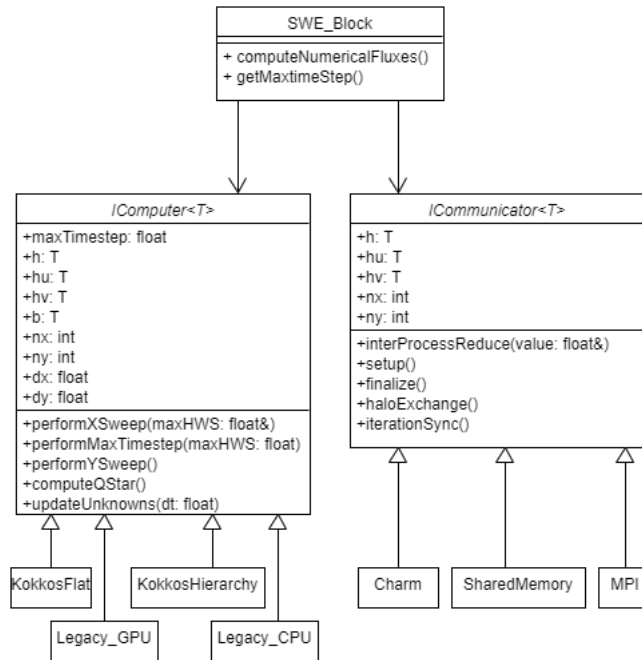 SWE_Block
+ computeNumericalFluxes()
+ getMaxtimeStep()
IComputer<T>
+maxTimestep: float
+h: T
+hu: T
+hv: T
+b: T
+nx: int
+ny: int
+dx: float
+dy: float
+performXSweep(maxHWS: float&)
+performMaxTimestep(maxHWS: float)
+performYSweep()
+computeQStar()
+updateUnknowns(dt: float)
ICommunicator<T>
+h: T
+hu: T
+hv: T
+nx: int
+ny: int
+interProcessReduce(value: float&)
+setup()
+finalize()
+haloExchange()
+iterationSync()
KokkosFlat
KokkosHierarchy
Charm
SharedMemory
MPI
Legacy_GPU
Legacy_CPU